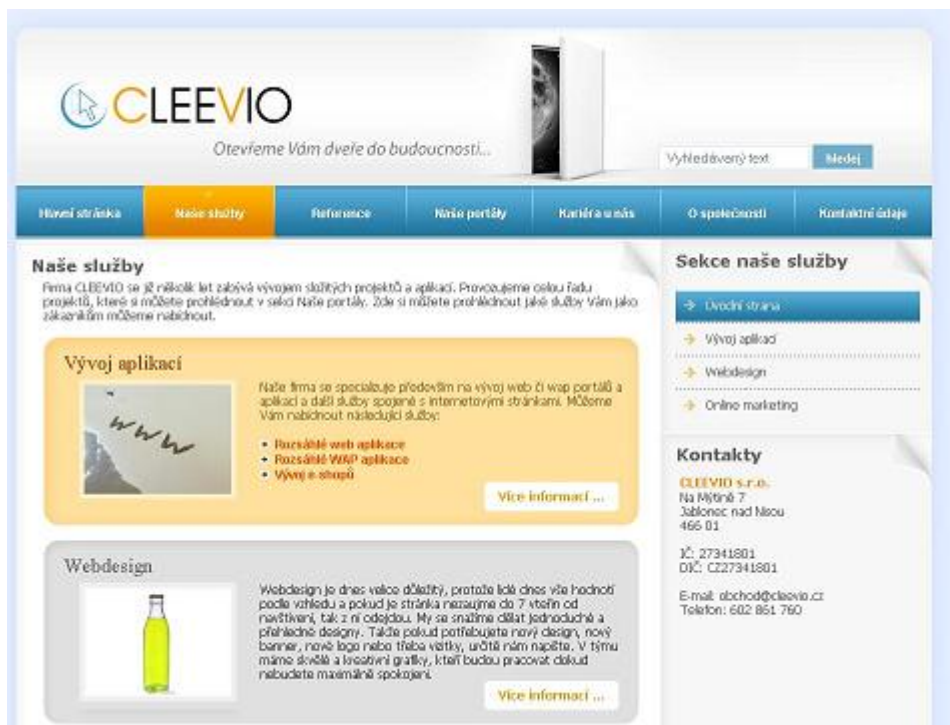 CLEEVIO
Otevřeme Vám dveře do budoucnosti...
Vyhledávaný text
hledej
Hlavní stránka
Naše služby
Reference
Naše portály
Kariéra u nás
O společnosti
Kontaktní údaje
Naše služby
Firma CLEEVIO se již několik let zabývá vývojem složitých projektů a aplikací. Provozujeme celou řadu
projektů, které si můžete prohlédnout v sekci Naše portály. Zde si můžete prohlédnout jaké služby Vám jako
zákazníkům můžeme nabídnout.
Vývoj aplikací
www
Naše firma se specializuje především na vývoj web či wap portálů a
aplikací a další služby spojené s internetovými stránkami. Můžeme
Vám nabídnout následující služby:
Rozsáhlé web aplikace
Rozsáhlé WAP aplikace
Vývoj e-shopů
Více informací ...
Webdesign
Webdesign je dnes velice důležitý, protože lidé dnes vše hodnotí
podle vzhledu a pokud je stránka nezaujme do 7 vteřin od
navštívení, tak z ní odejdou. My se snažíme dělat jednoduché a
přehledné designy. Takže pokud potřebujete nový design, nový
banner, nové logo nebo třeba vizitky, určitě nám napište. V týmu
máme skvělé a kreativní grafiky, kteří budou pracovat dokud
nebudete maximálně spokojeni.
Více informací ...
Sekce naše služby
Úvodní strana
Vývoj aplikací
Webdesign
Online marketing
Kontakty
CLEEVIO s.r.o.
Na Mýtině 7
Jablonec nad Nisou
466 01
IČ: 27341801
DIČ: CZ27341801
E-mail: obchod@cleevio.cz
Telefon: 602 861 760